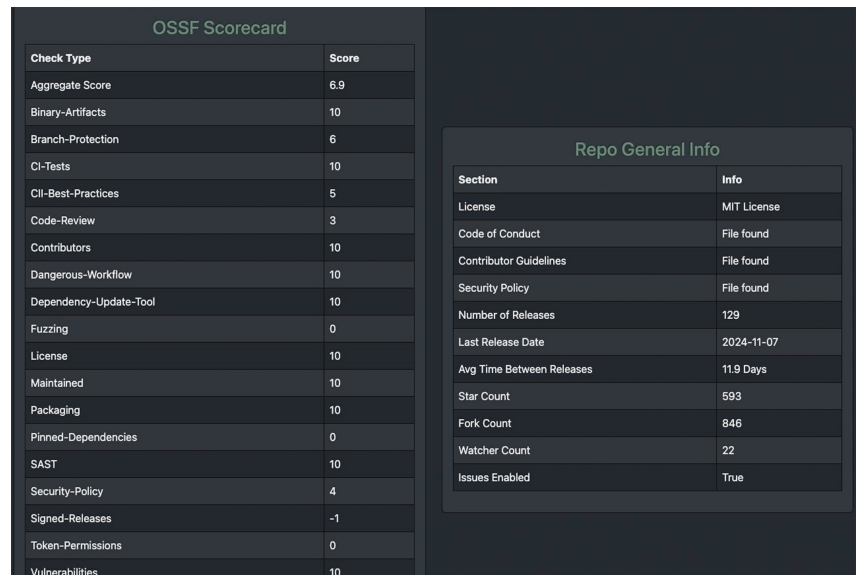 OSSF Scorecard
Check Type Score
Aggregate Score 6.9
Binary-Artifacts 10
Branch-Protection 6
CI-Tests 10
CII-Best-Practices 5
Code-Review 3
Contributors 10
Dangerous-Workflow 10
Dependency-Update-Tool 10
Fuzzing 0
License 10
Maintained 10
Packaging 10
Pinned-Dependencies 0
SAST 10
Security-Policy 4
Signed-Releases -1
Token-Permissions 0
Vulnerabilities 10
Repo General Info
Section Info
License MIT License
Code of Conduct File found
Contributor Guidelines File found
Security Policy File found
Number of Releases 129
Last Release Date 2024-11-07
Avg Time Between Releases 11.9 Days
Star Count 593
Fork Count 846
Watcher Count 22
Issues Enabled True